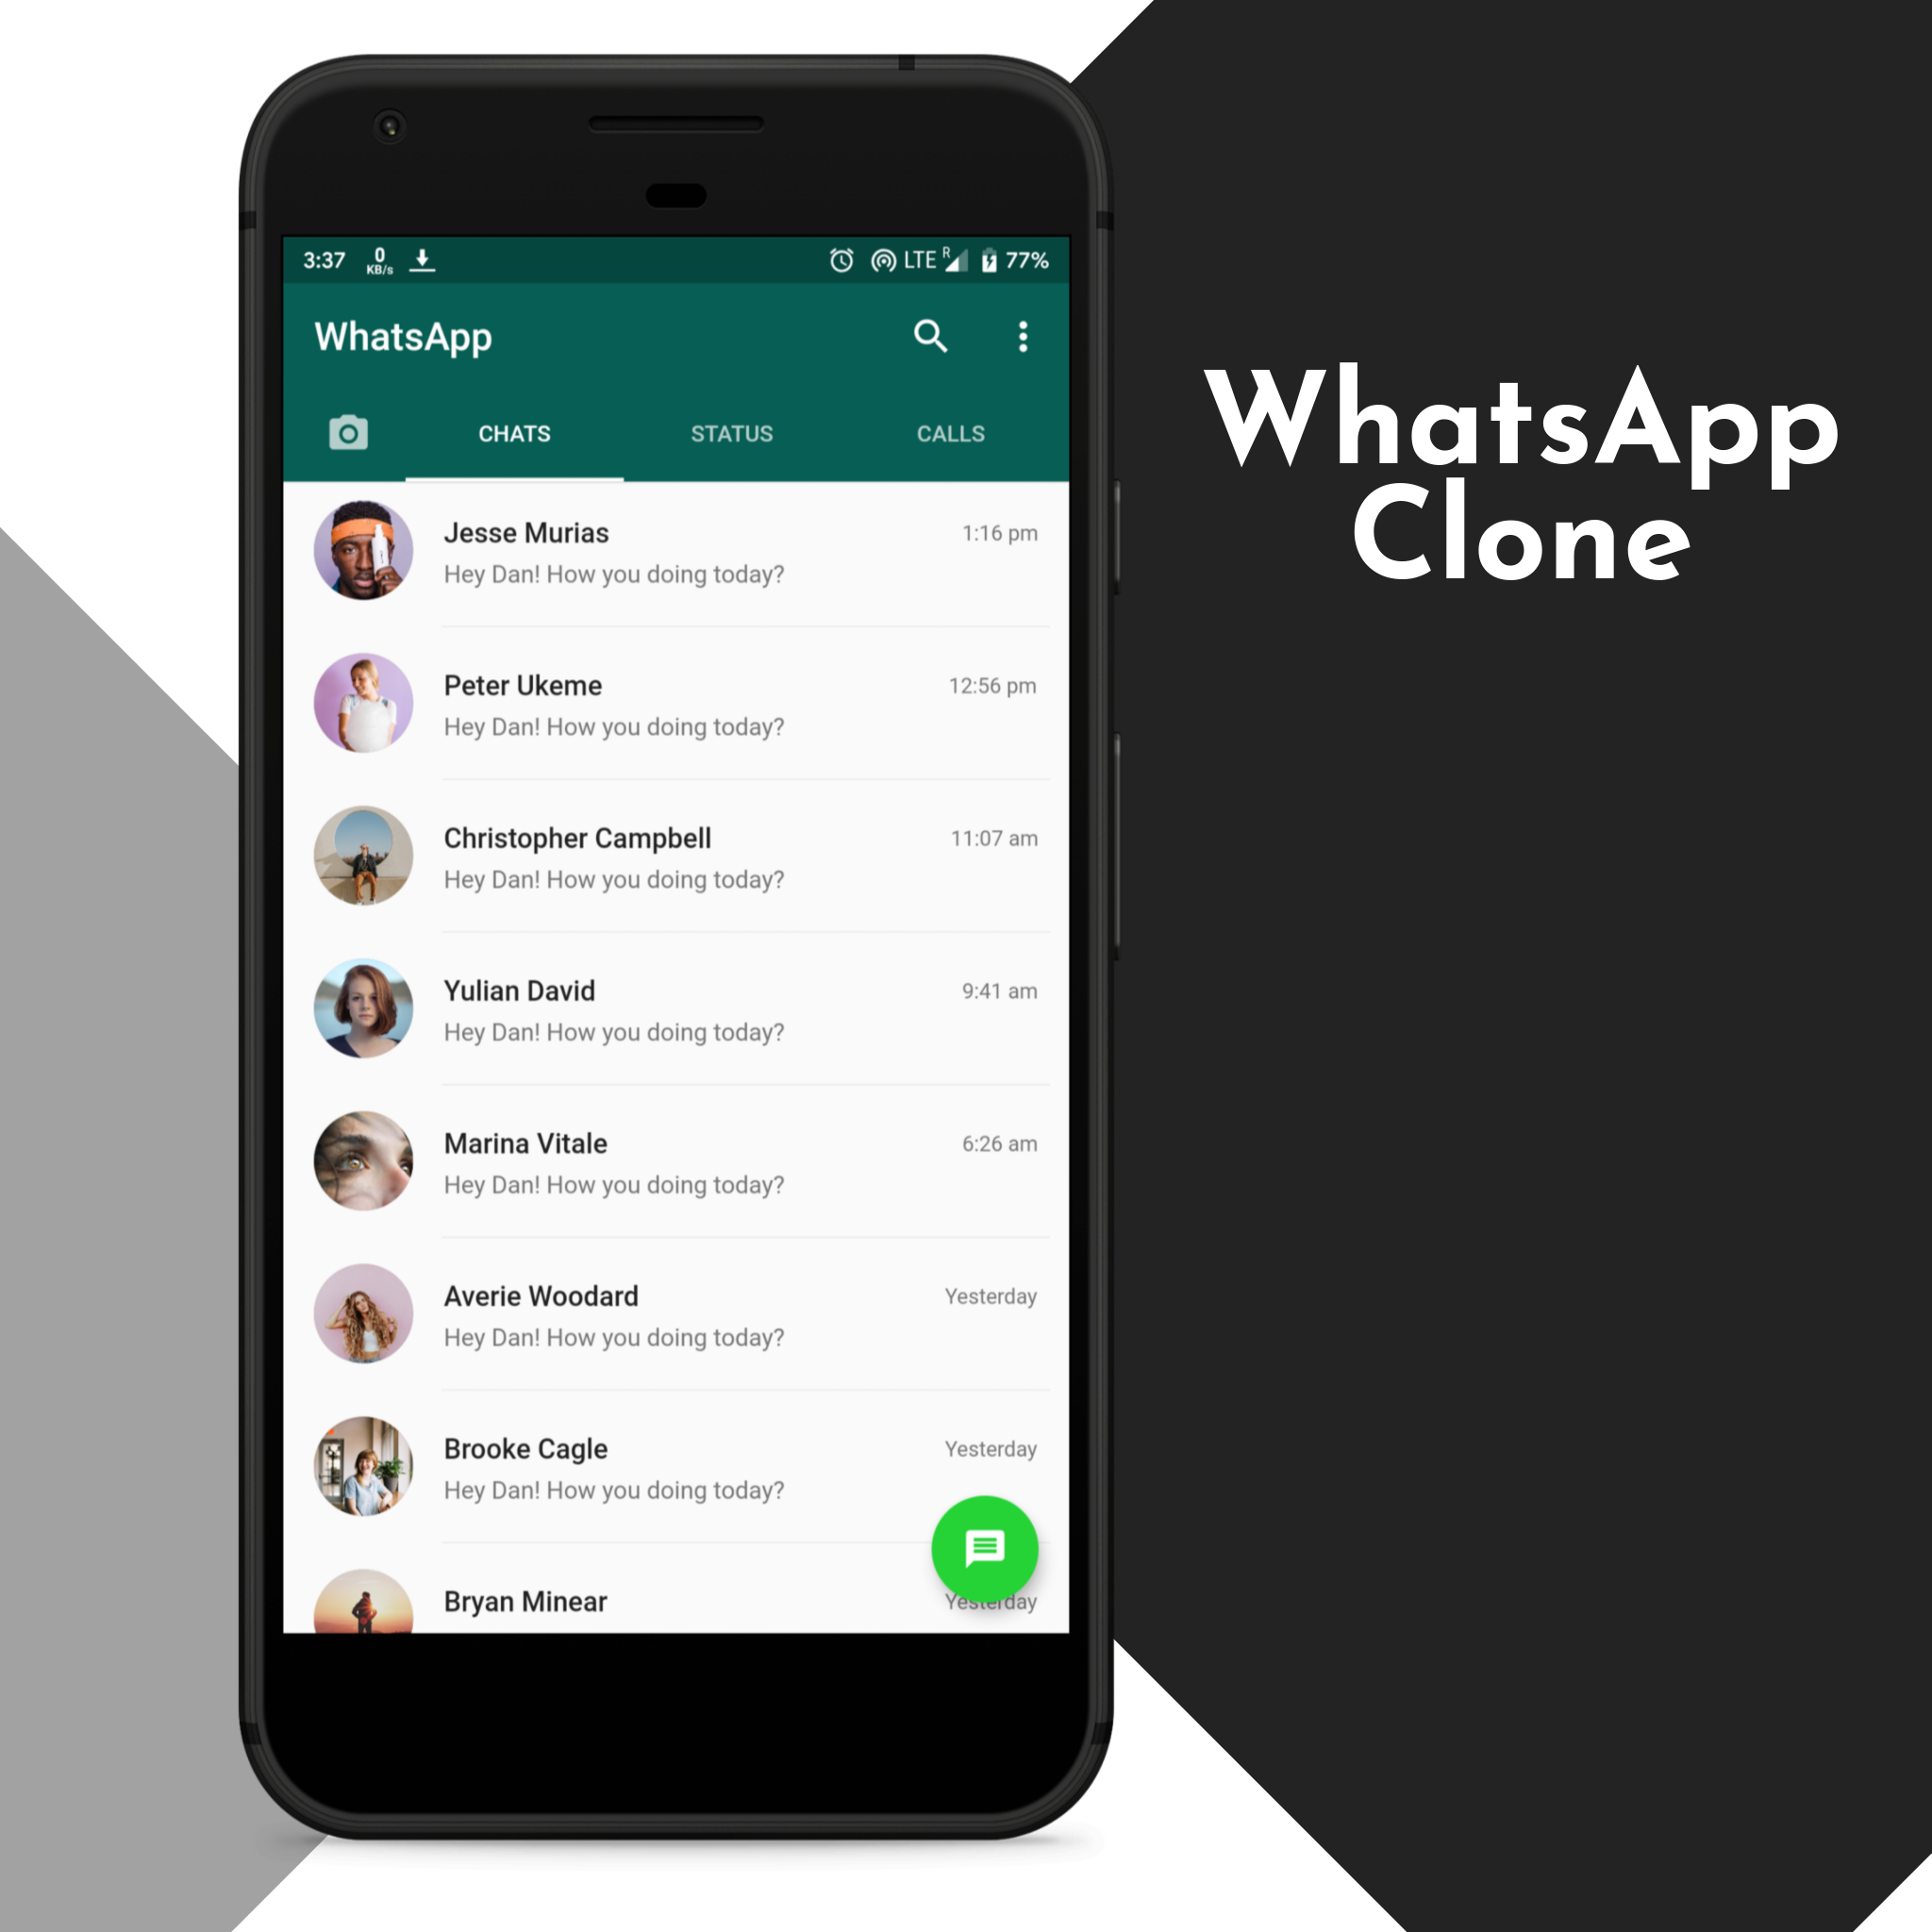 3:37 0 KB/s LTE R 77%
WhatsApp
CHATS STATUS CALLS
Jesse Murias 1:16 pm
Hey Dan! How you doing today?
Peter Ukeme 12:56 pm
Hey Dan! How you doing today?
Christopher Campbell 11:07 am
Hey Dan! How you doing today?
Yulian David 9:41 am
Hey Dan! How you doing today?
Marina Vitale 6:26 am
Hey Dan! How you doing today?
Averie Woodard Yesterday
Hey Dan! How you doing today?
Brooke Cagle Yesterday
Hey Dan! How you doing today?
Bryan Minear Yesterday
WhatsApp
Clone